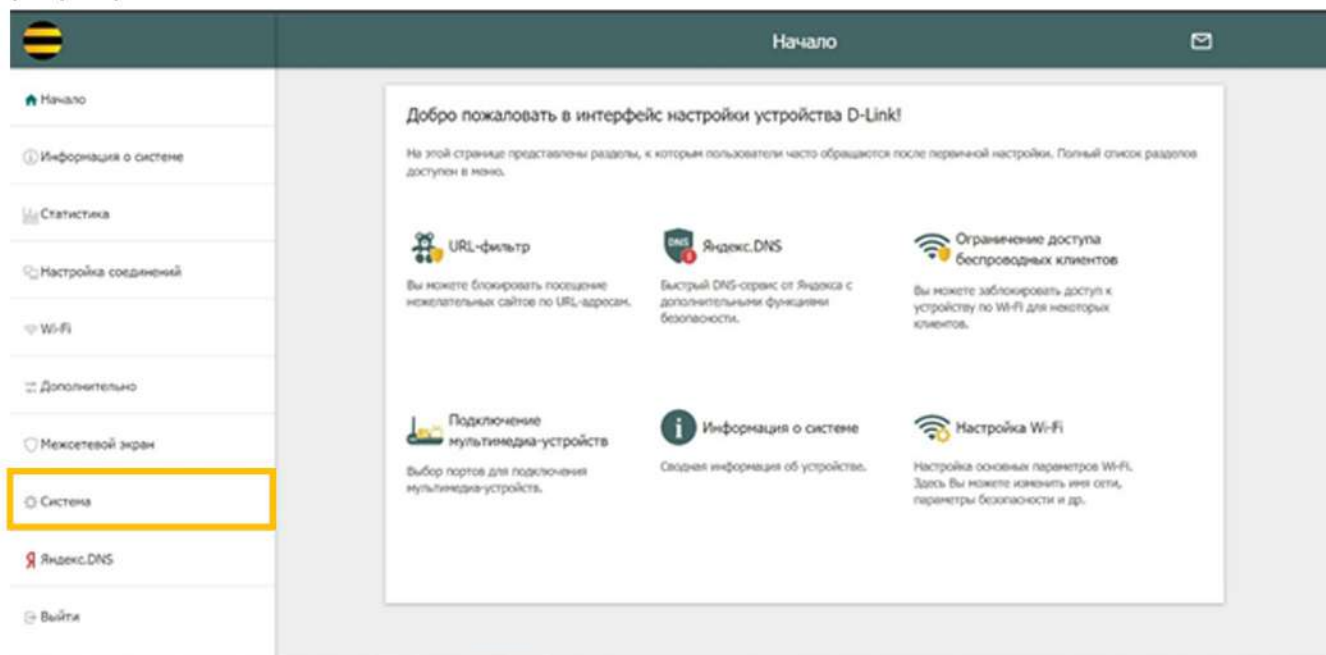 Начало
Начало
Информация о системе
Статистика
Настройка соединений
Wi-Fi
Дополнительно
Межсетевой экран
Система
Яндекс.DNS
Выйти
Добро пожаловать в интерфейс настройки устройства D-Link!
На этой странице представлены разделы, к которым пользователи часто обращаются после первичной настройки. Полный список разделов
доступен в меню.
URL-фильтр
Вы можете блокировать посещение
нежелательных сайтов по URL-адресам.
DNS
Яндекс.DNS
Быстрый DNS-сервис от Яндекса с
дополнительными функциями
безопасности.
Ограничение доступа
беспроводных клиентов
Вы можете заблокировать доступ к
устройству по Wi-Fi для некоторых
клиентов.
Подключение
мультимедиа-устройств
Выбор портов для подключения
мультимедиа-устройств.
Информация о системе
Сводная информация об устройстве.
Настройка Wi-Fi
Настройка основных параметров Wi-Fi.
Здесь Вы можете изменить имя сети,
параметры безопасности и др.